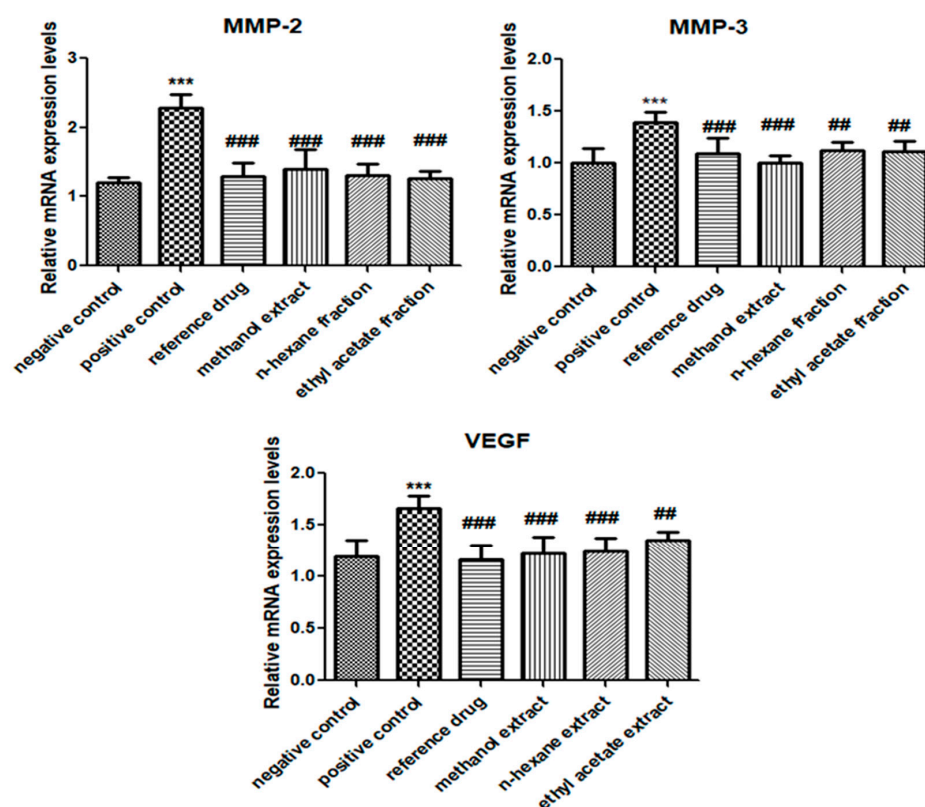 MMP-2
Relative mRNA expression levels
3
2
1
0
***
###
###
###
###
negative control
positive control
reference drug
methanol extract
n-hexane fraction
ethyl acetate fraction
MMP-3
Relative mRNA expression levels
2.0
1.5
1.0
0.5
0.0
***
###
###
##
##
negative control
positive control
reference drug
methanol extract
n-hexane fraction
ethyl acetate fraction
VEGF
Relative mRNA expression levels
2.0
1.5
1.0
0.5
0.0
***
###
###
###
##
negative control
positive control
reference drug
methanol extract
n-hexane extract
ethyl acetate extract